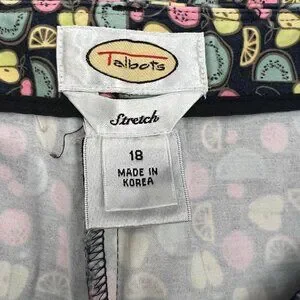 Talbots
Stretch
18
MADE IN
KOREA